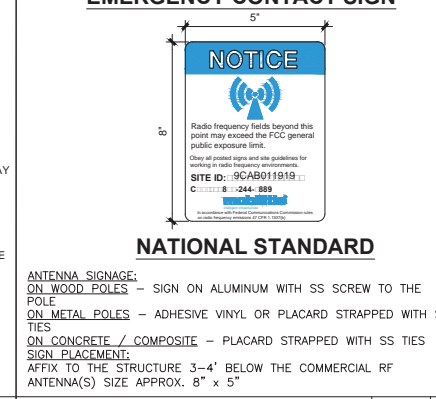 EMERGENCY CONTACT SIGN
5"
8"
NOTICE
Radio frequency fields beyond this
point may exceed the FCC general
public exposure limit.
Obey all posted signs and site guidelines for
working in radio frequency environments.
SITE ID: 9CAB011919
-244- 889
In accordance with Federal Communications Commission rules
on radio frequency emissions 47 CFR 1.1307(b)
NATIONAL STANDARD
AY
E
ANTENNA SIGNAGE:
ON WOOD POLES – SIGN ON ALUMINUM WITH SS SCREW TO THE
POLE
ON METAL POLES – ADHESIVE VINYL OR PLACARD STRAPPED WITH S
TIES
ON CONCRETE / COMPOSITE – PLACARD STRAPPED WITH SS TIES
SIGN PLACEMENT:
AFFIX TO THE STRUCTURE 3–4' BELOW THE COMMERCIAL RF
ANTENNA(S) SIZE APPROX. 8" x 5"